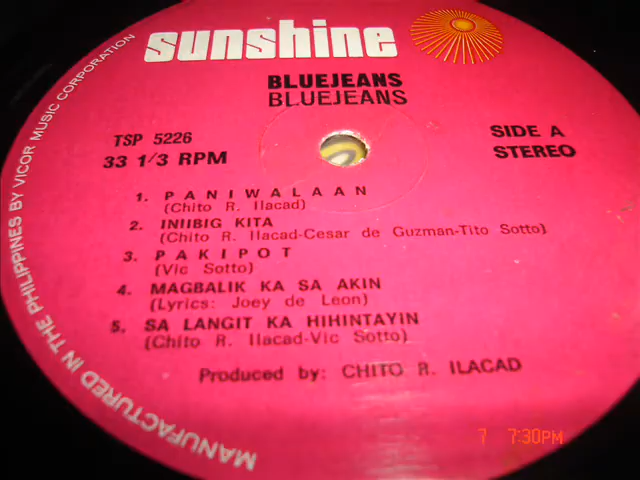 sunshine
BLUEJEANS
BLUEJEANS
TSP 5226
33 1/3 RPM
SIDE A
STEREO
1. PANIWALAAN
(Chito R. Ilacad)
2. INIIBIG KITA
(Chito R. Ilacad-Cesar de Guzman-Tito Sotto)
3. PAKIPOT
(Vic Sotto)
4. MAGBALIK KA SA AKIN
(Lyrics: Joey de Leon)
5. SA LANGIT KA HIHINTAYIN
(Chito R. Ilacad-Vic Sotto)
Produced by: CHITO R. ILACAD
MANUFACTURED IN THE PHILIPPINES BY VICOR MUSIC CORPORATION
7 7:30PM